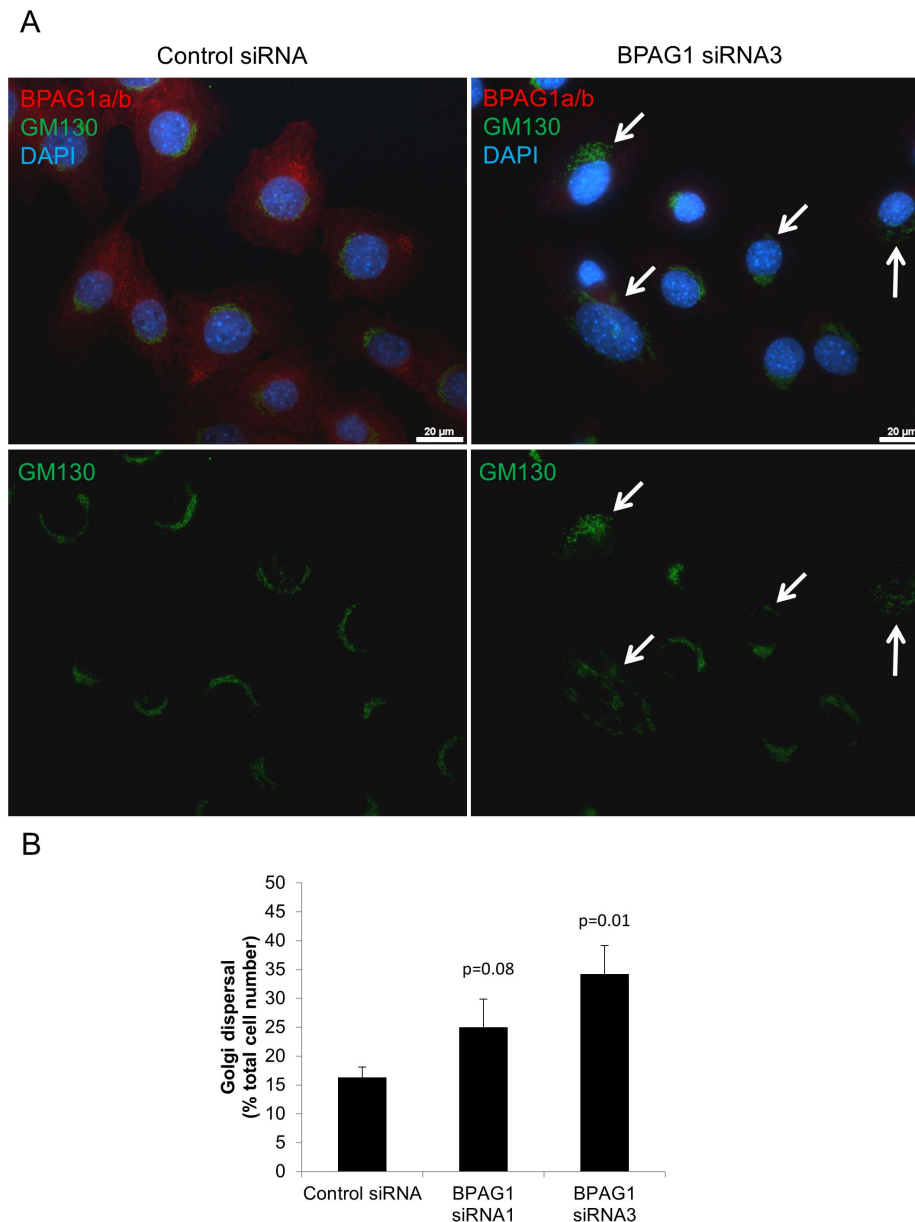 A
Control siRNA
BPAG1 siRNA3
BPAG1a/b
GM130
DAPI
20 µm
BPAG1a/b
GM130
DAPI
20 µm
GM130
GM130
B
Golgi dispersal
(% total cell number)
50
45
40
35
30
25
20
15
10
5
0
p=0.08
p=0.01
Control siRNA
BPAG1
siRNA1
BPAG1
siRNA3